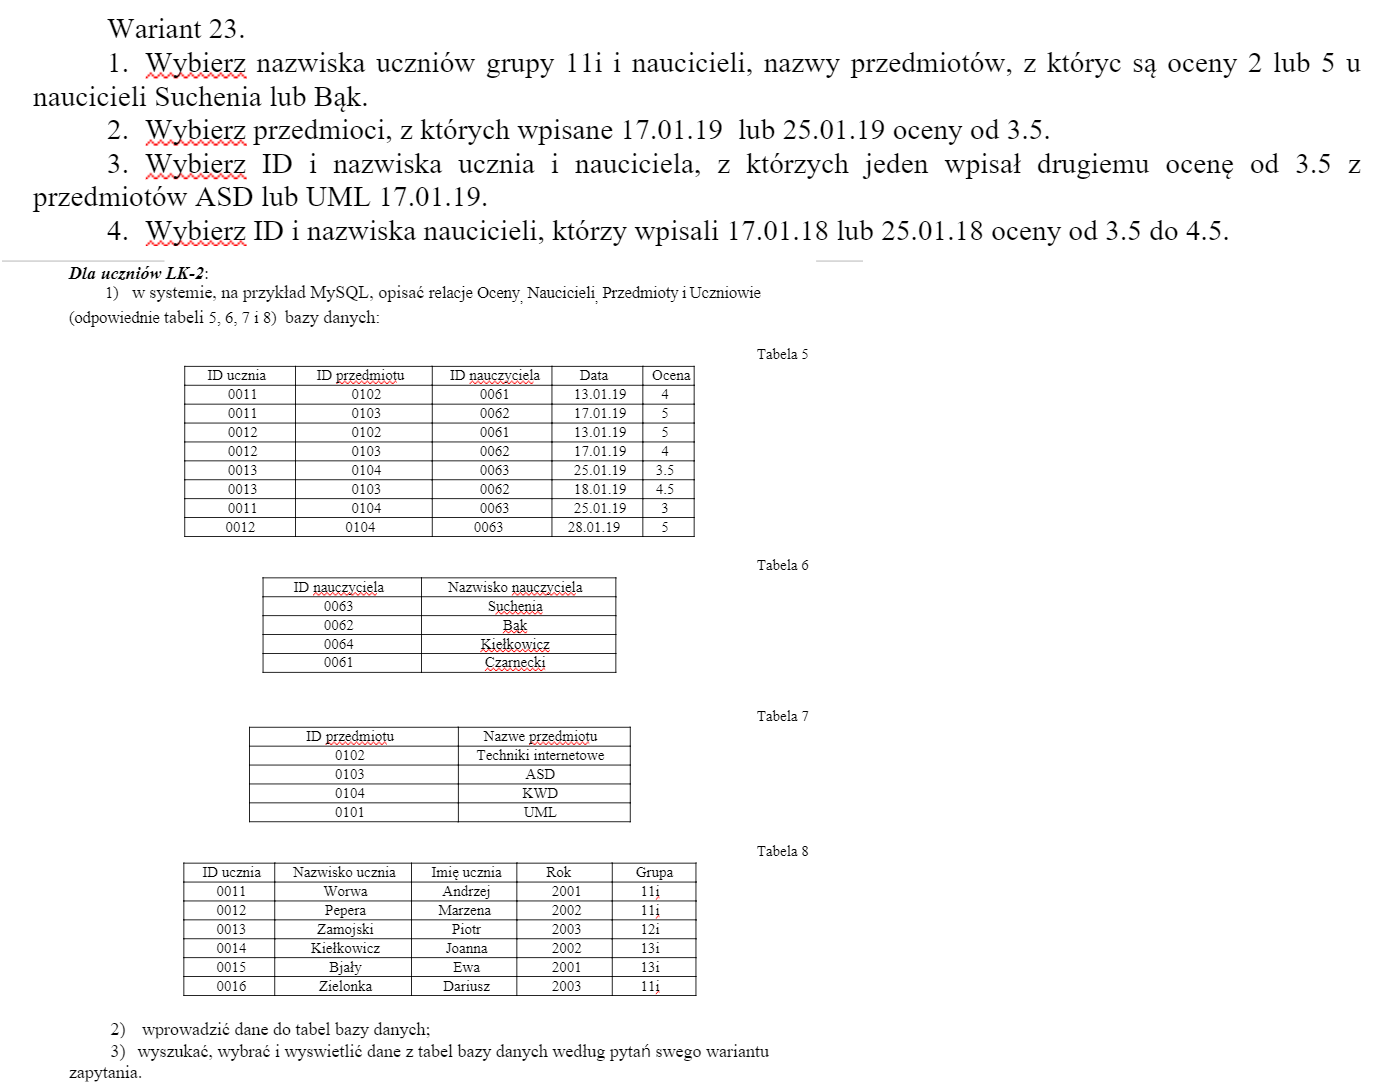 Wariant 23.
1. Wybierz nazwiska uczniów grupy 11i i naucicieli, nazwy przedmiotów, z któryc są oceny 2 lub 5 u
naucicieli Suchenia lub Bąk.
2. Wybierz przedmioci, z których wpisane 17.01.19 lub 25.01.19 oceny od 3.5.
3. Wybierz ID i nazwiska ucznia i nauciciela, z którzych jeden wpisał drugiemu ocenę od 3.5 z
przedmiotów ASD lub UML 17.01.19.
4. Wybierz ID i nazwiska naucicieli, którzy wpisali 17.01.18 lub 25.01.18 oceny od 3.5 do 4.5.
Dla uczniów LK-2:
1) w systemie, na przykład MySQL, opisać relacje Oceny, Naucicieli, Przedmioty i Uczniowie
(odpowiednie tabeli 5, 6, 7 i 8) bazy danych:
Tabela 5
ID ucznia ID przedmiotu ID nauczyciela Data Ocena
0011 0102 0061 13.01.19 4
0011 0103 0062 17.01.19 5
0012 0102 0061 13.01.19 5
0012 0103 0062 17.01.19 4
0013 0104 0063 25.01.19 3.5
0013 0103 0062 18.01.19 4.5
0011 0104 0063 25.01.19 3
0012 0104 0063 28.01.19 5
Tabela 6
ID nauczyciela Nazwisko nauczyciela
0063 Suchenia
0062 Bąk
0064 Kiełkowicz
0061 Czarnecki
Tabela 7
ID przedmiotu Nazwe przedmiotu
0102 Techniki internetowe
0103 ASD
0104 KWD
0101 UML
Tabela 8
ID ucznia Nazwisko ucznia Imię ucznia Rok Grupa
0011 Worwa Andrzej 2001 11i
0012 Pepera Marzena 2002 11i
0013 Zamojski Piotr 2003 12i
0014 Kiełkowicz Joanna 2002 13i
0015 Bjały Ewa 2001 13i
0016 Zielonka Dariusz 2003 11i
2) wprowadzić dane do tabel bazy danych;
3) wyszukać, wybrać i wyswietlić dane z tabel bazy danych według pytań swego wariantu
zapytania.